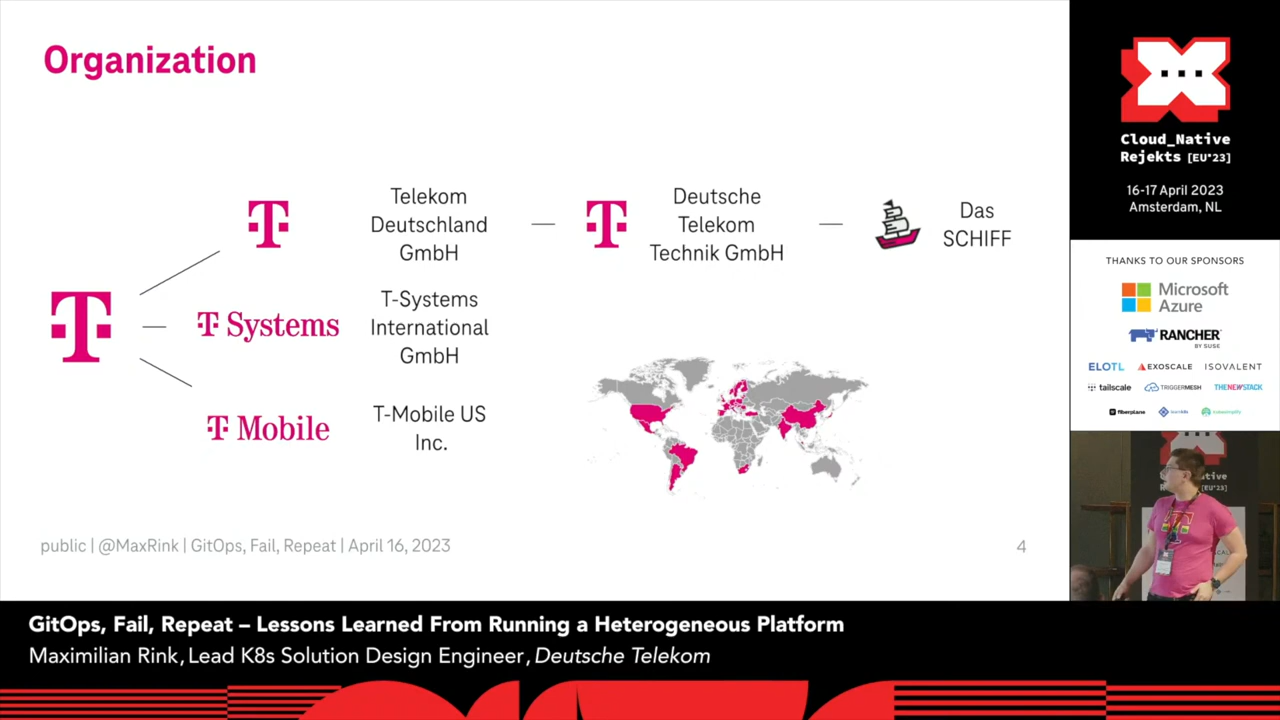 Organization
Telekom
Deutschland
GmbH
Deutsche
Telekom
Technik GmbH
Das
SCHIFF
T
T
T
T Systems
T-Systems
International
GmbH
T Mobile
T-Mobile US
Inc.
public | @MaxRink | GitOps, Fail, Repeat | April 16, 2023
4
Cloud_Native
Rejekts [EU*23]
16-17 April 2023
Amsterdam, NL
THANKS TO OUR SPONSORS
Microsoft
Azure
RANCHER
BY SUSE
ELOTL
EXOSCALE
ISOVALENT
tailscale
TRIGGERMESH
THENEWSTACK
fiberplane
GitOps, Fail, Repeat – Lessons Learned From Running a Heterogeneous Platform
Maximilian Rink, Lead K8s Solution Design Engineer, Deutsche Telekom